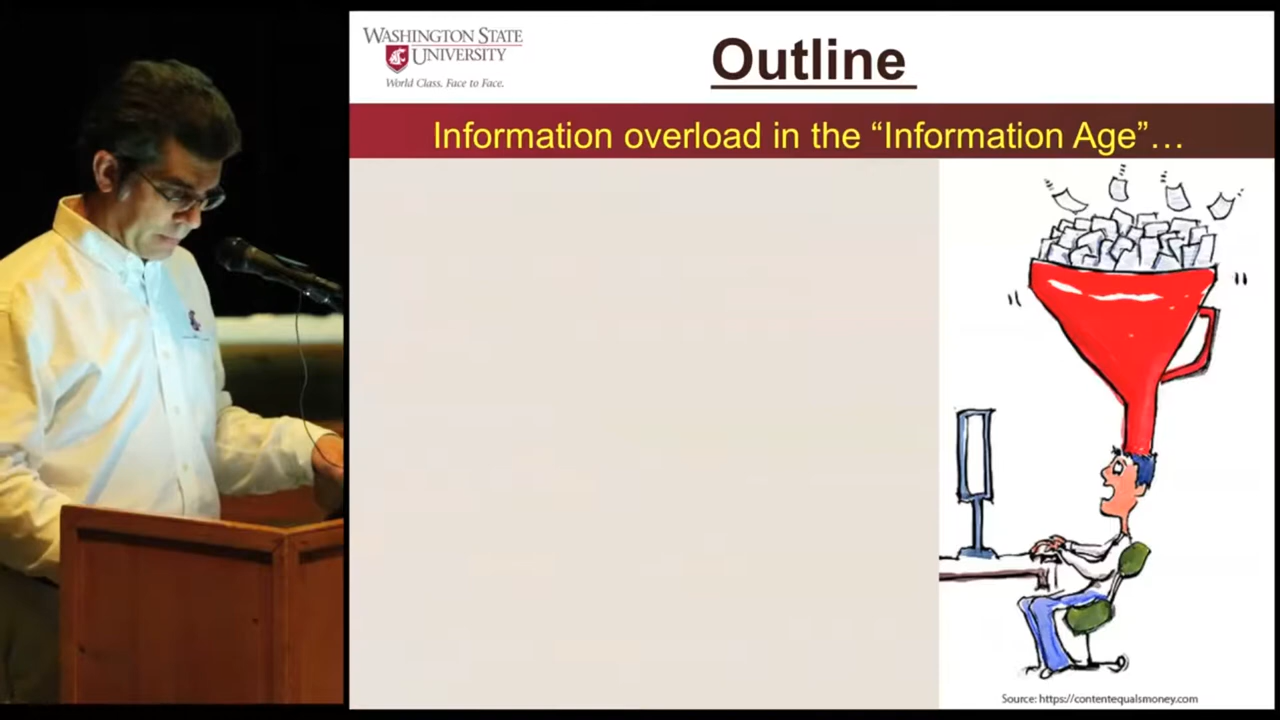 WASHINGTON STATE
UNIVERSITY
World Class. Face to Face.
Outline
Information overload in the “Information Age”…
Source: https://contentequalsmoney.com